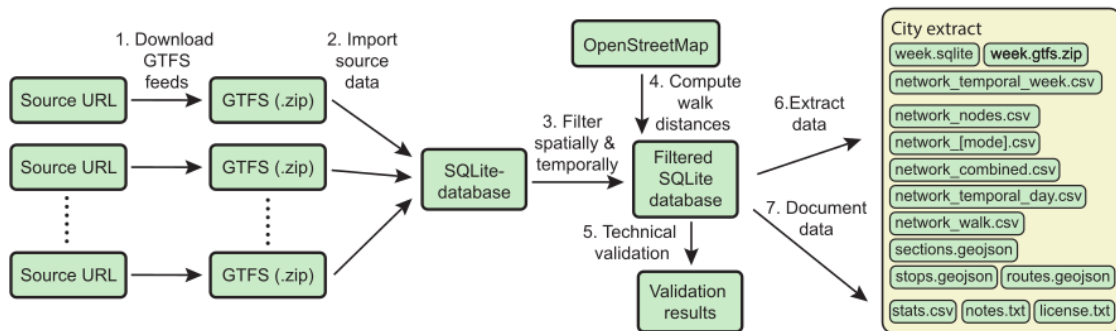 1. Download
GTFS
feeds
2. Import
source
data
Source URL
GTFS (.zip)
Source URL
GTFS (.zip)
Source URL
GTFS (.zip)
SQLite-
database
3. Filter
spatially &
temporally
OpenStreetMap
4. Compute
walk
distances
Filtered
SQLite
database
5. Technical
validation
Validation
results
6.Extract
data
7. Document
data
City extract
week.sqlite
week.gtfs.zip
network_temporal_week.csv
network_nodes.csv
network_[mode].csv
network_combined.csv
network_temporal_day.csv
network_walk.csv
sections.geojson
stops.geojson
routes.geojson
stats.csv
notes.txt
license.txt